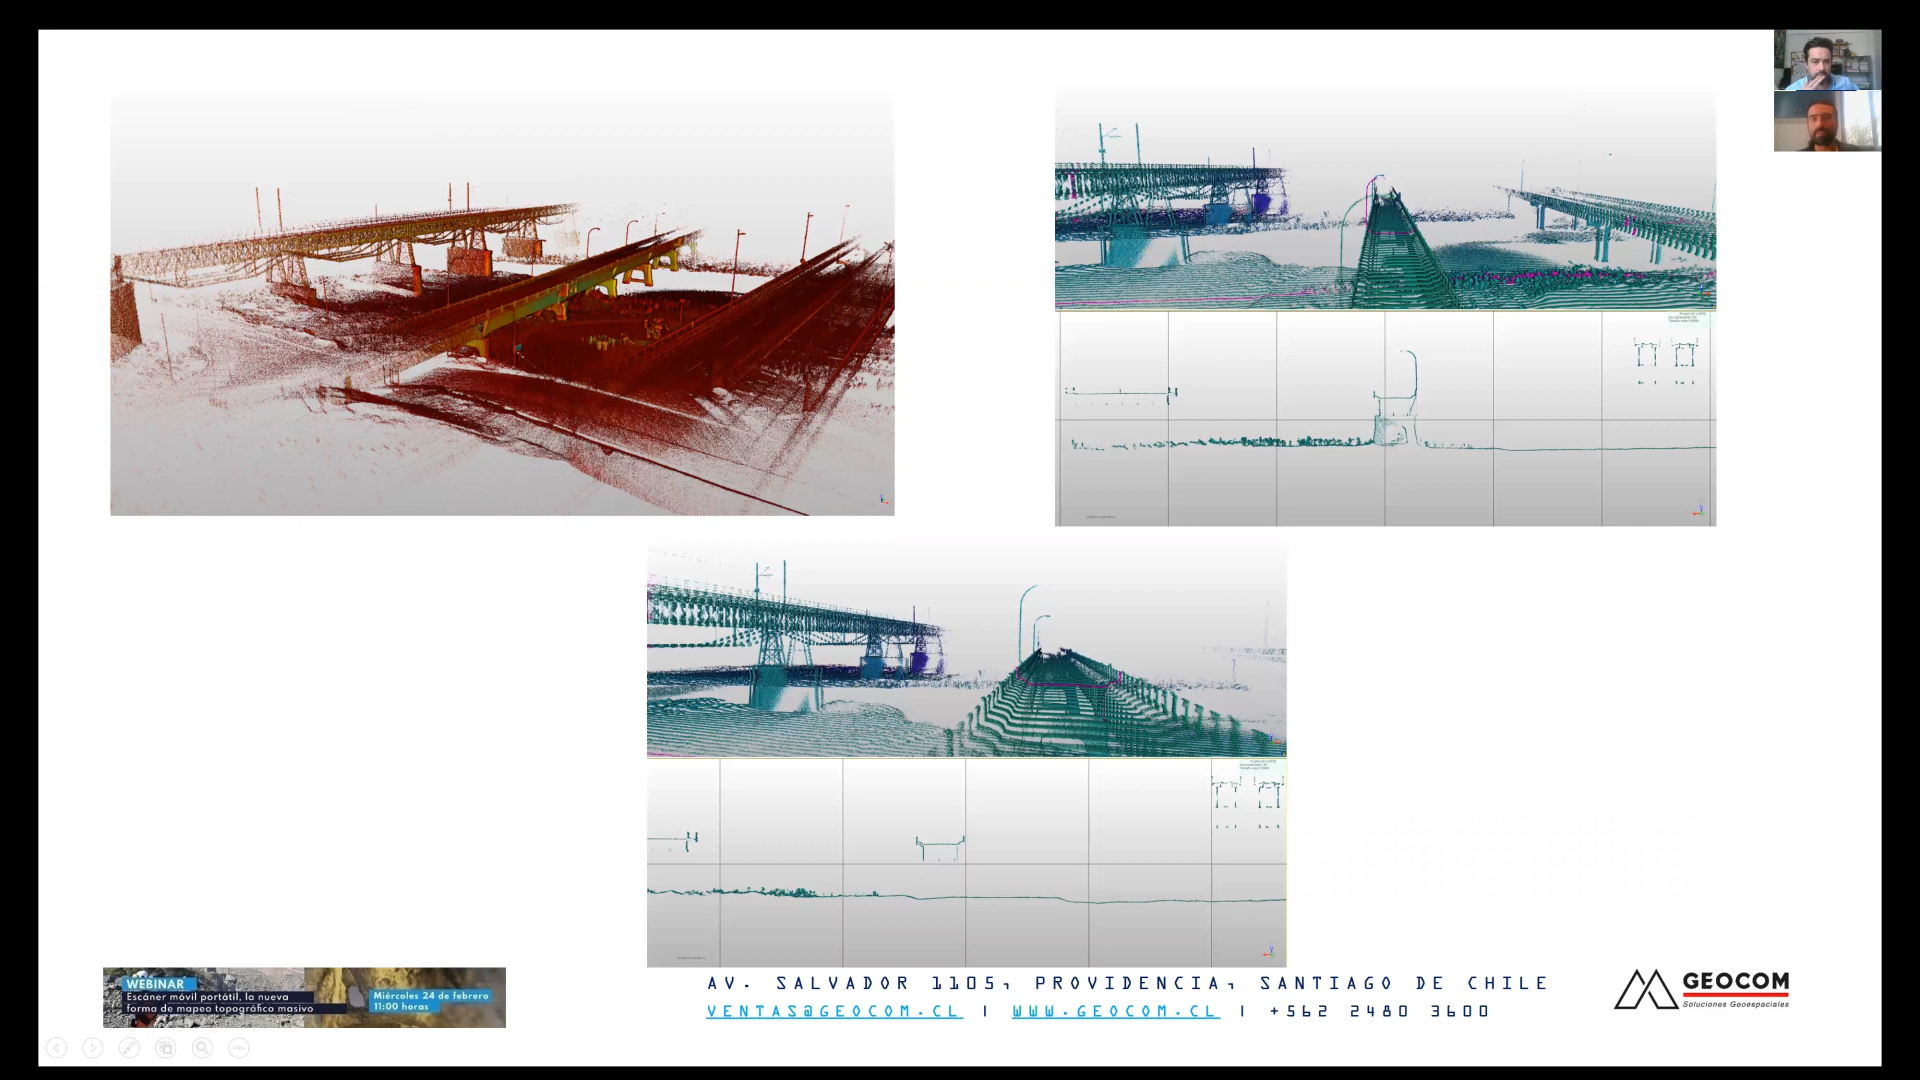 WEBINAR
Escáner móvil portátil, la nueva
forma de mapeo topográfico masivo
Miércoles 24 de febrero
11:00 horas
AV. SALVADOR 1105, PROVIDENCIA, SANTIAGO DE CHILE
VENTAS@GEOCOM.CL | WWW.GEOCOM.CL | +562 2480 3600
GEOCOM
Soluciones Geoespaciales